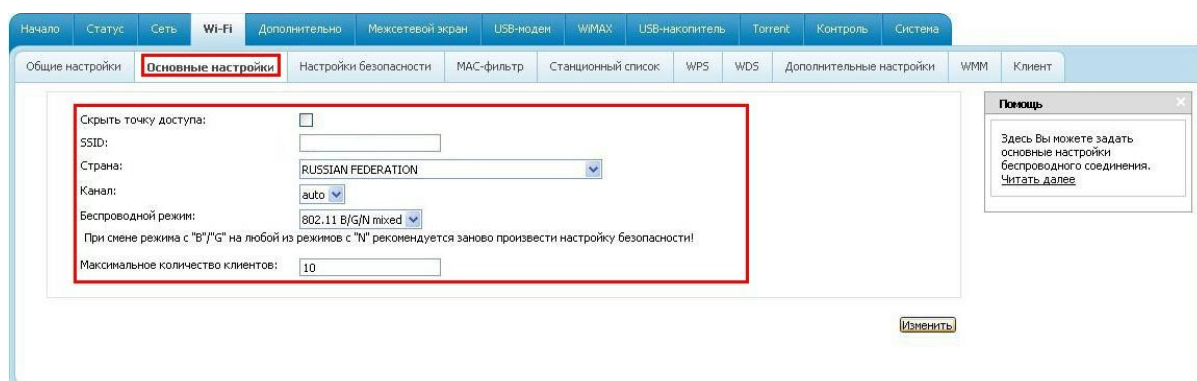 Начало Статус Сеть Wi-Fi Дополнительно Межсетевой экран USB-модем WiMAX USB-накопитель Torrent Контроль Система
Общие настройки Основные настройки Настройки безопасности MAC-фильтр Станционный список WPS WDS Дополнительные настройки WMM Клиент
Скрыть точку доступа:
SSID:
Страна: RUSSIAN FEDERATION
Канал: auto
Беспроводной режим: 802.11 B/G/N mixed
При смене режима с "B"/"G" на любой из режимов с "N" рекомендуется заново произвести настройку безопасности!
Максимальное количество клиентов: 10
Изменить
Помощь
Здесь Вы можете задать
основные настройки
беспроводного соединения.
Читать далее